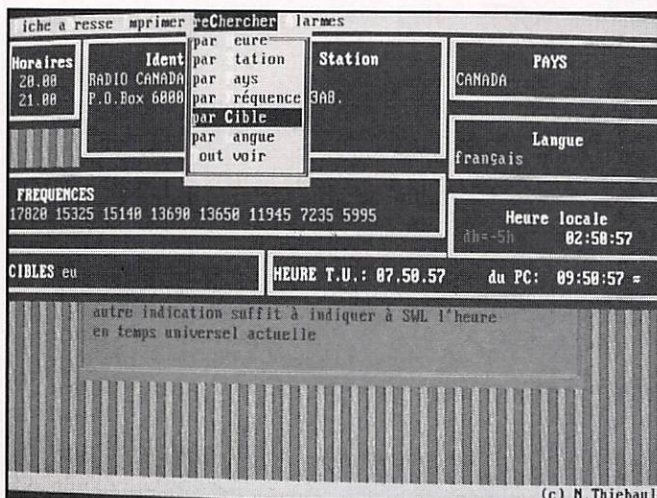 iche a resse mprimer reChercher larmes
par eure
par tation
par ays
par réquence
par Cible
par angue
out voir
Horaires
20.00
21.00
Ident Station
RADIO CANADA
P.O.Box 6000 3A8.
PAYS
CANADA
Langue
français
FREQUENCES
17820 15325 15140 13690 13650 11945 7235 5995
Heure locale
dh=-5h 02:50:57
CIBLES eu
HEURE T.U.: 07.50.57 du PC: 09:50:57 =
autre indication suffit à indiquer à SWL l'heure
en temps universel actuelle
(c) N Thiebaul